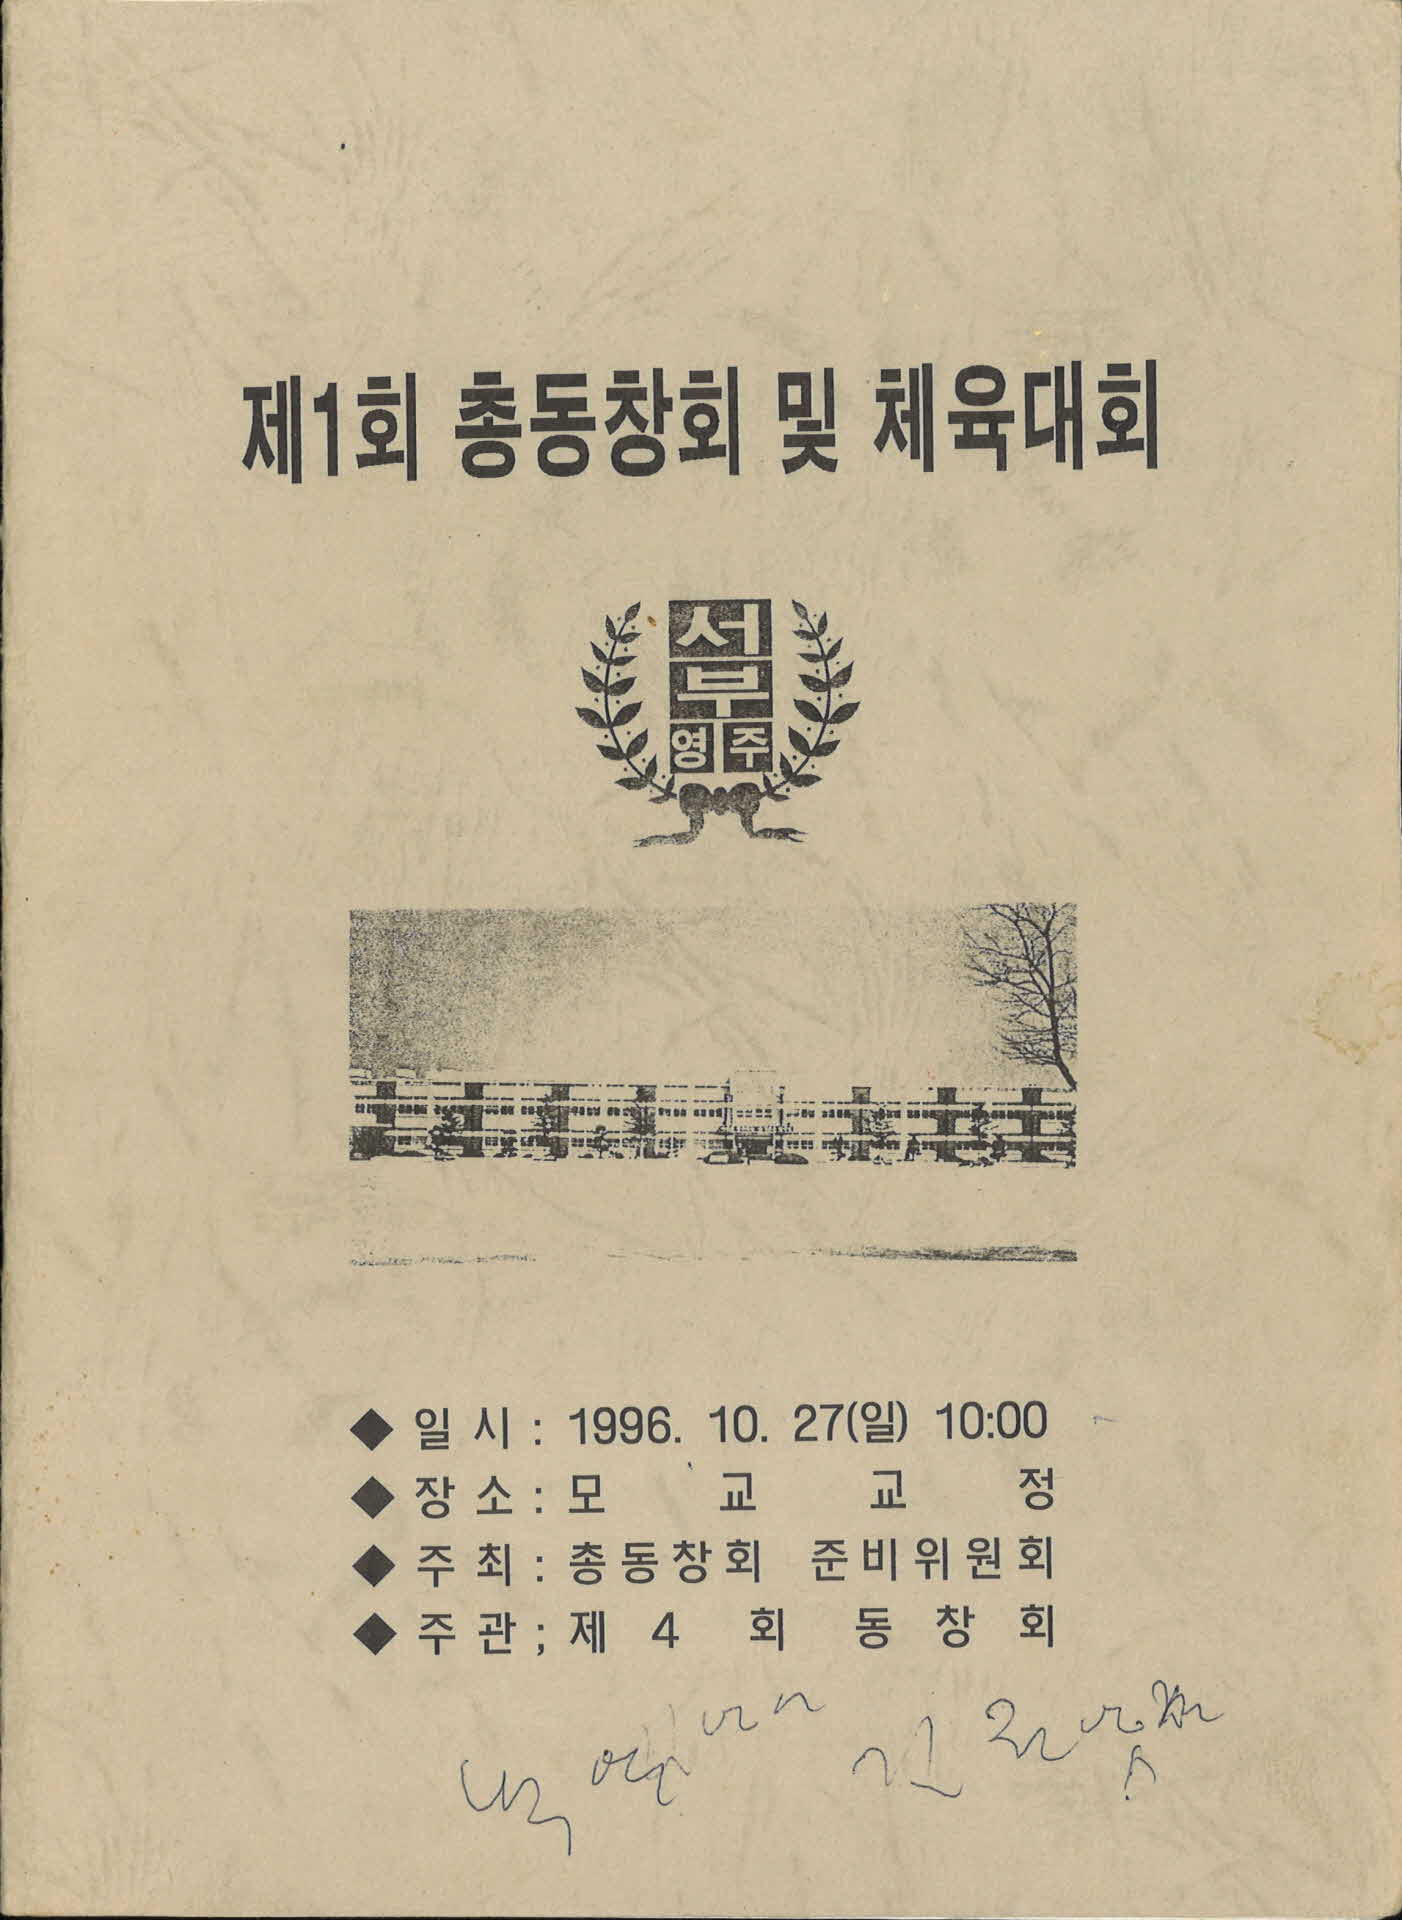 제1회 총동창회 및 체육대회
서
부
영주
◆ 일시 : 1996. 10. 27(일) 10:00
◆ 장소 : 모교교정
◆ 주최 : 총동창회 준비위원회
◆ 주관 ; 제4회동창회